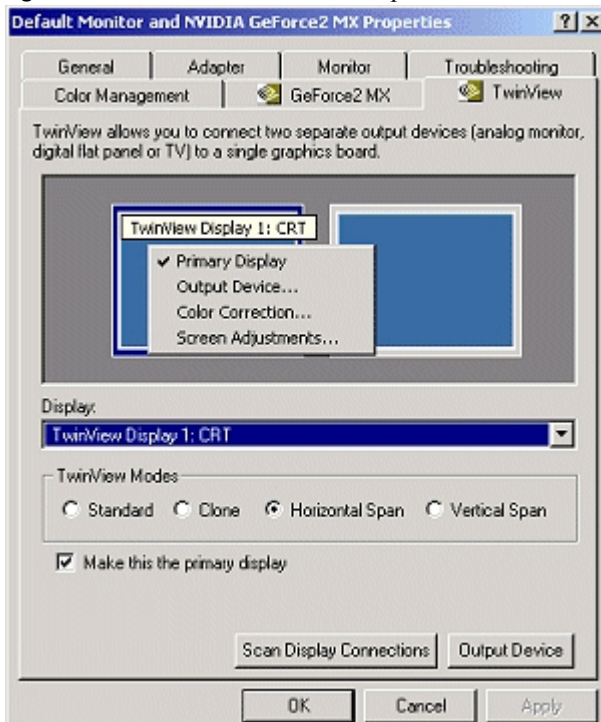 Default Monitor and NVIDIA GeForce2 MX Properties
General Adapter Monitor Troubleshooting
Color Management GeForce2 MX TwinView
TwinView allows you to connect two separate output devices (analog monitor,
digital flat panel or TV) to a single graphics board.
TwinView Display 1: CRT
Primary Display
Output Device...
Color Correction...
Screen Adjustments...
Display:
TwinView Display 1: CRT
TwinView Modes
Standard Clone Horizontal Span Vertical Span
Make this the primary display
Scan Display Connections Output Device
OK Cancel Apply